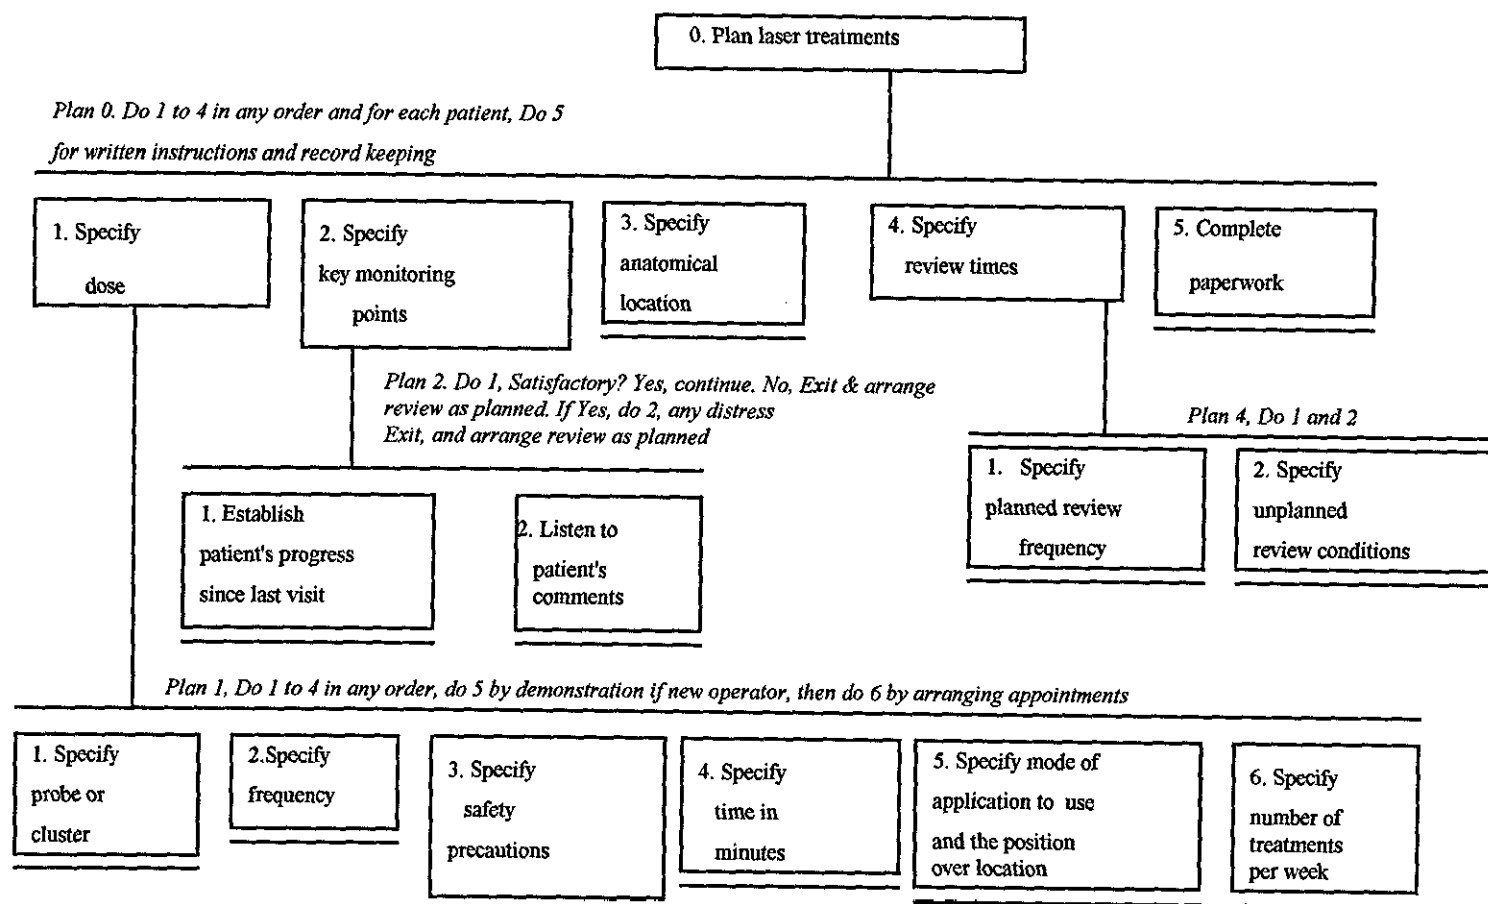 0. Plan laser treatments
Plan 0. Do 1 to 4 in any order and for each patient, Do 5
for written instructions and record keeping
1. Specify
dose
2. Specify
key monitoring
points
3. Specify
anatomical
location
4. Specify
review times
5. Complete
paperwork
Plan 2. Do 1, Satisfactory? Yes, continue. No, Exit & arrange
review as planned. If Yes, do 2, any distress
Exit, and arrange review as planned
Plan 4, Do 1 and 2
1. Establish
patient's progress
since last visit
2. Listen to
patient's
comments
1. Specify
planned review
frequency
2. Specify
unplanned
review conditions
Plan 1, Do 1 to 4 in any order, do 5 by demonstration if new operator, then do 6 by arranging appointments
1. Specify
probe or
cluster
2.Specify
frequency
3. Specify
safety
precautions
4. Specify
time in
minutes
5. Specify mode of
application to use
and the position
over location
6. Specify
number of
treatments
per week